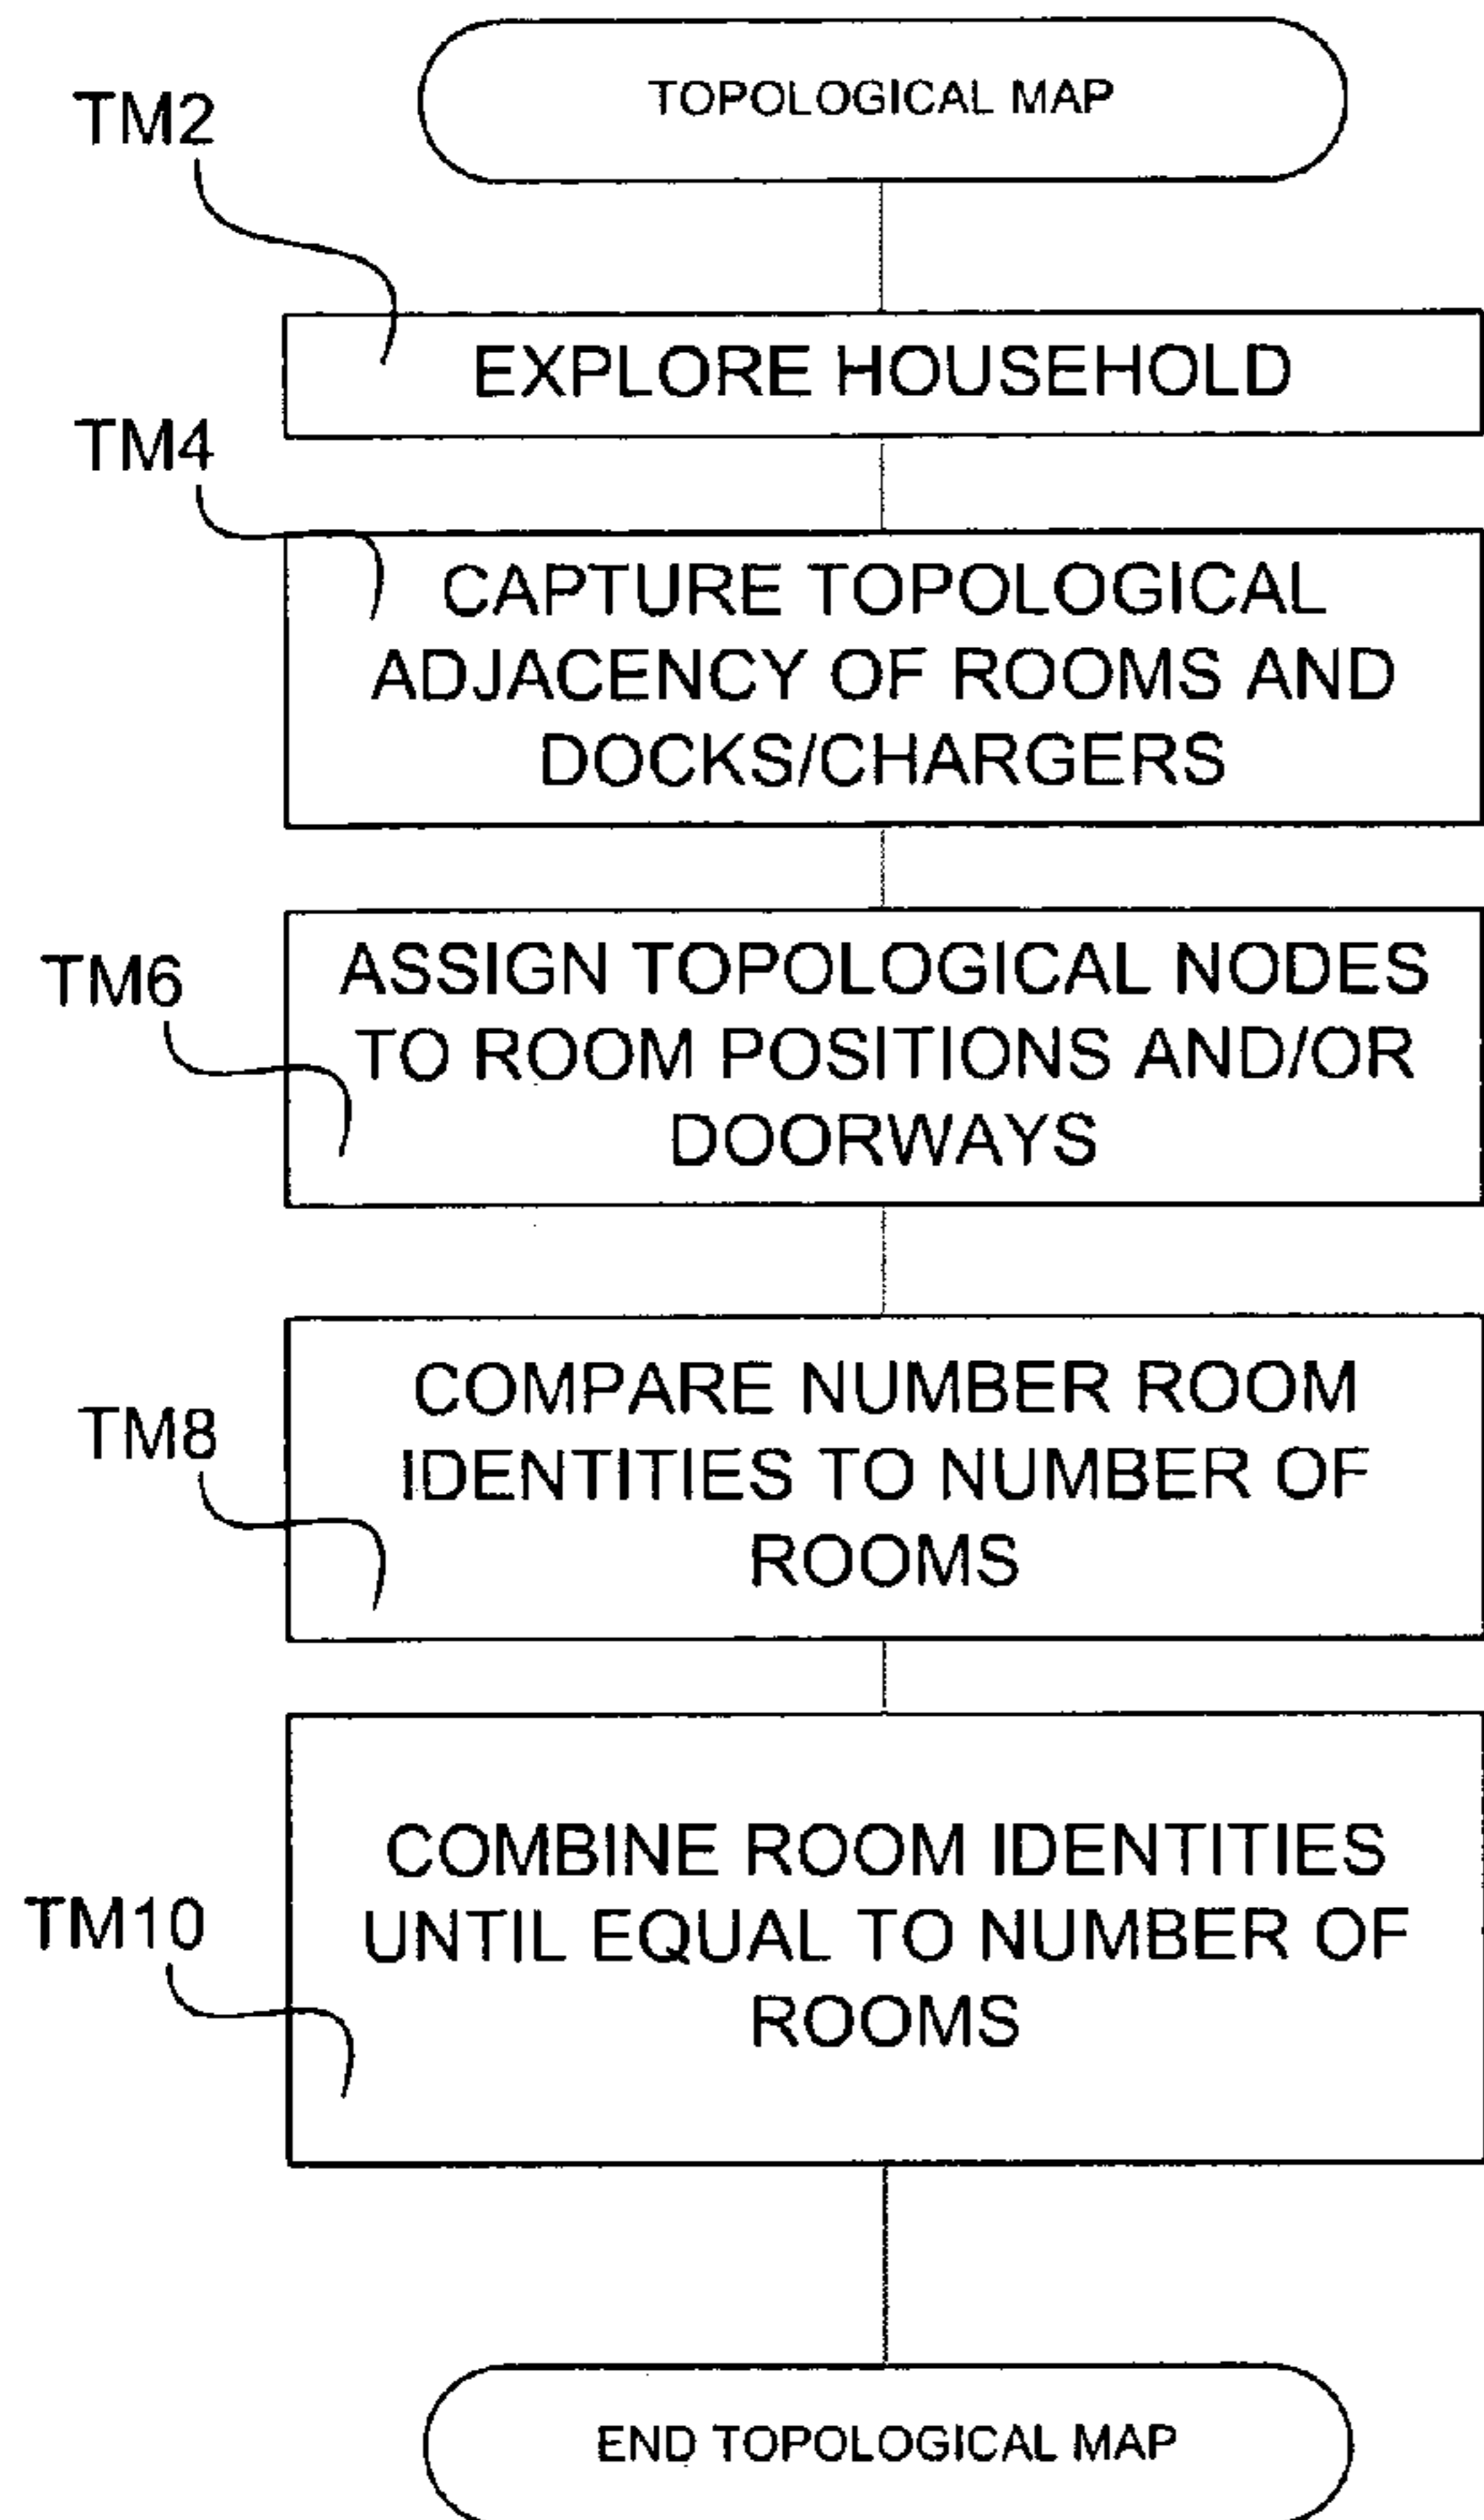 TOPOLOGICAL MAP
TM2
EXPLORE HOUSEHOLD
TM4
CAPTURE TOPOLOGICAL
ADJACENCY OF ROOMS AND
DOCKS/CHARGERS
TM6
ASSIGN TOPOLOGICAL NODES
TO ROOM POSITIONS AND/OR
DOORWAYS
TM8
COMPARE NUMBER ROOM
IDENTITIES TO NUMBER OF
ROOMS
TM10
COMBINE ROOM IDENTITIES
UNTIL EQUAL TO NUMBER OF
ROOMS
END TOPOLOGICAL MAP